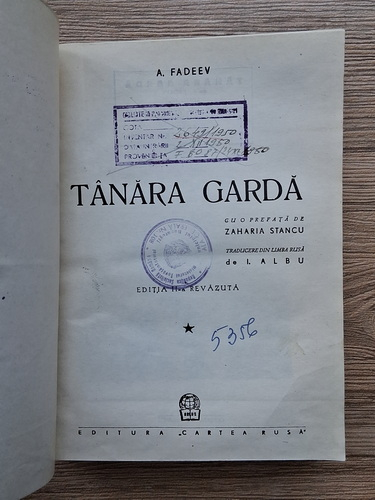 A. FADEEV
TÂNĂRA GARDĂ
CU O PREFAȚĂ DE
ZAHARIA STANCU
TRADUCERE DIN LIMBA RUSĂ
de I. ALBU
EDIȚIA II-a REVĂZUTĂ
5356
EDITURA „CARTEA RUSĂ"